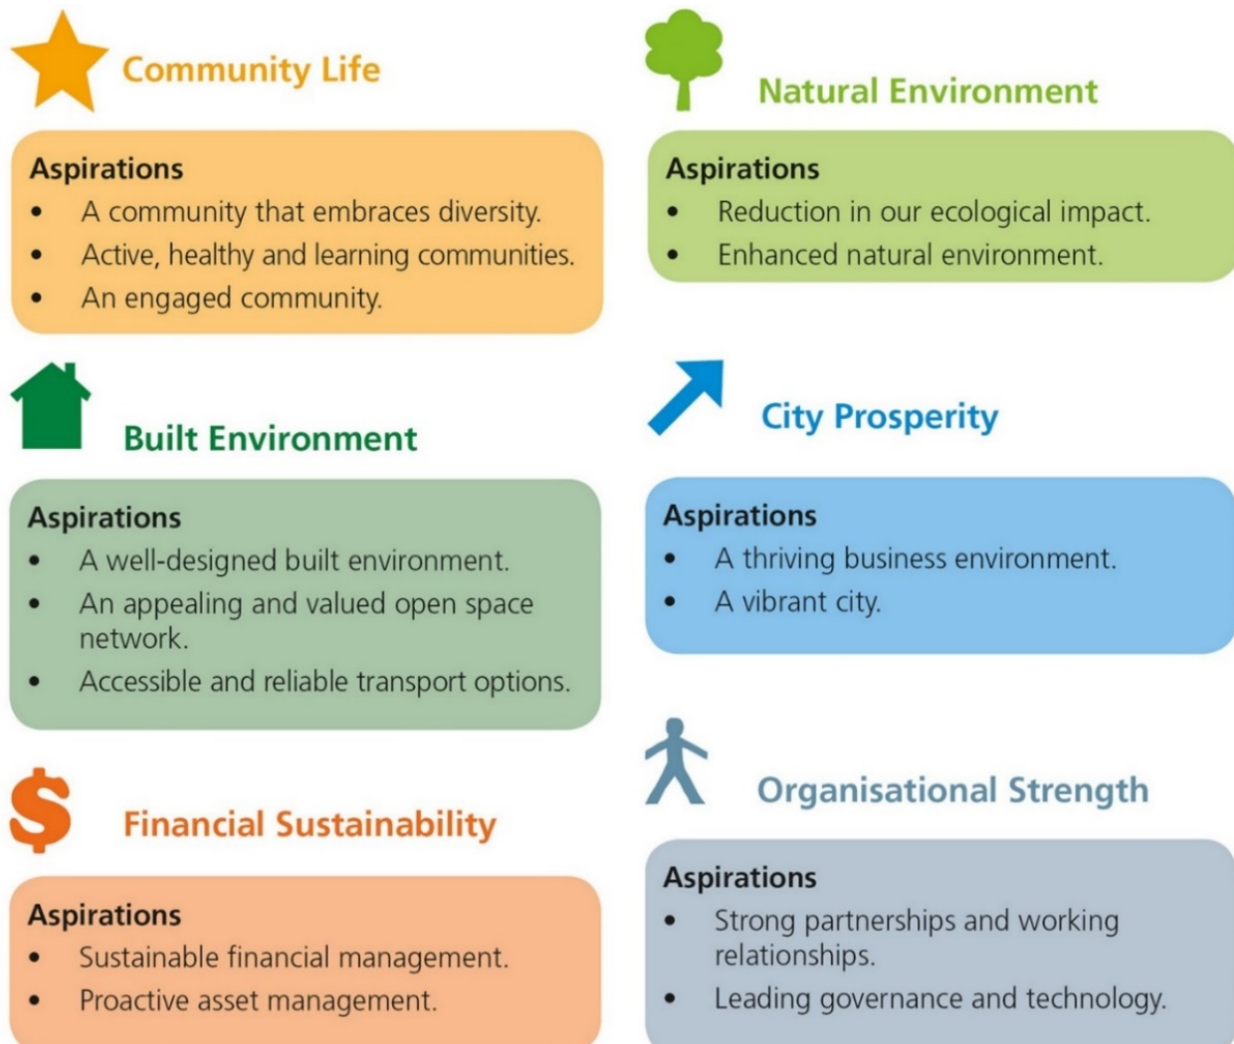 Community Life
Aspirations
• A community that embraces diversity.
• Active, healthy and learning communities.
• An engaged community.
Natural Environment
Aspirations
• Reduction in our ecological impact.
• Enhanced natural environment.
Built Environment
Aspirations
• A well-designed built environment.
• An appealing and valued open space
network.
• Accessible and reliable transport options.
City Prosperity
Aspirations
• A thriving business environment.
• A vibrant city.
Financial Sustainability
Aspirations
• Sustainable financial management.
• Proactive asset management.
Organisational Strength
Aspirations
• Strong partnerships and working
relationships.
• Leading governance and technology.